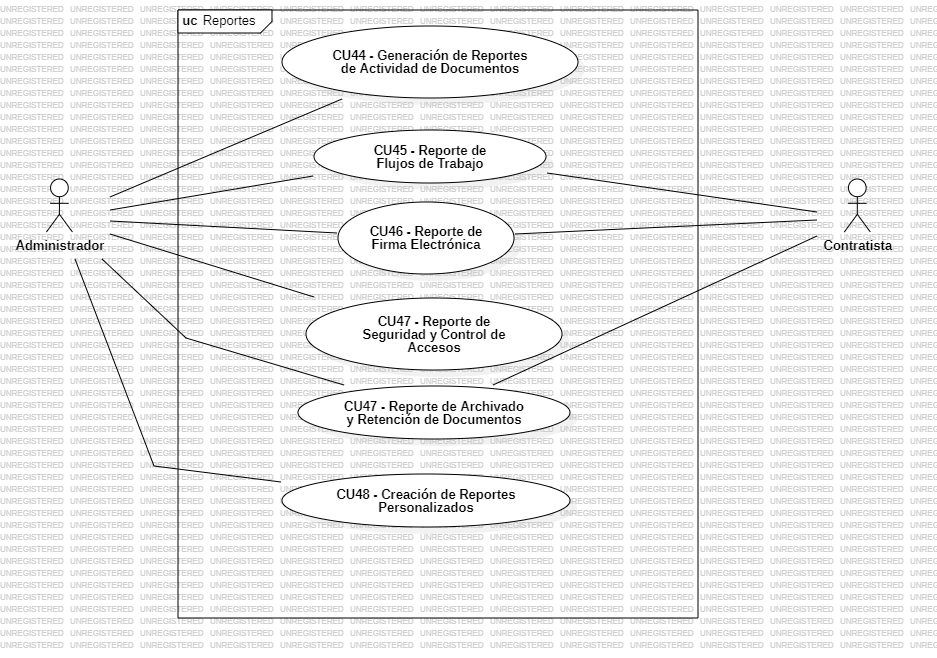 uc Reportes
CU44 - Generación de Reportes
de Actividad de Documentos
CU45 - Reporte de
Flujos de Trabajo
CU46 - Reporte de
Firma Electrónica
Administrador
Contratista
CU47 - Reporte de
Seguridad y Control de
Accesos
CU47 - Reporte de Archivado
y Retención de Documentos
CU48 - Creación de Reportes
Personalizados
UNREGISTERED